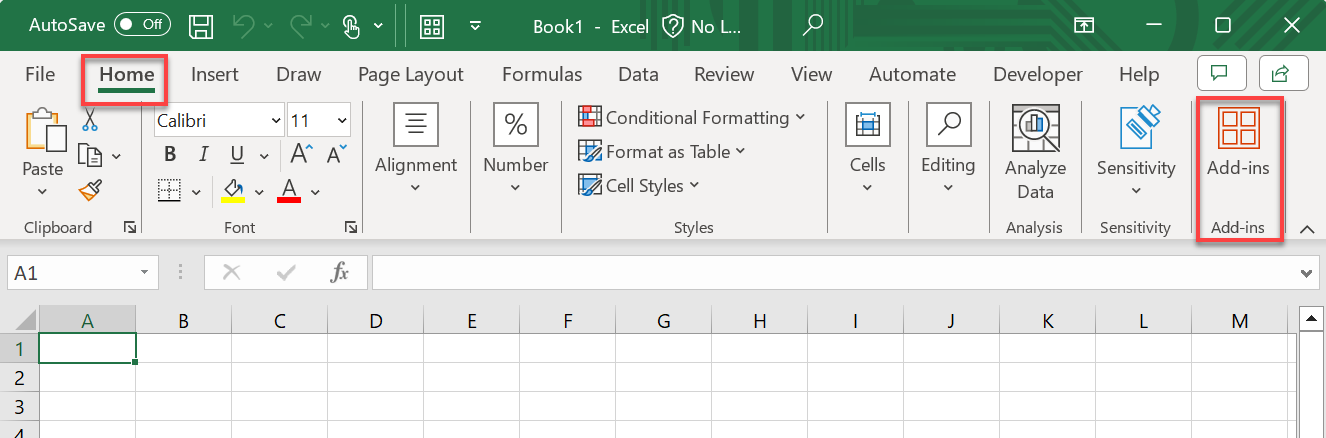 AutoSave Off Book1 - Excel No L...
File Home Insert Draw Page Layout Formulas Data Review View Automate Developer Help
Calibri 11 Conditional Formatting
B I U A A Format as Table
Paste Alignment Number Cells Editing Analyze Data Sensitivity Add-ins
A Cell Styles
%
Clipboard Font Styles Analysis Sensitivity Add-ins
A1 fx
A B C D E F G H I J K L M
1
2
3
4